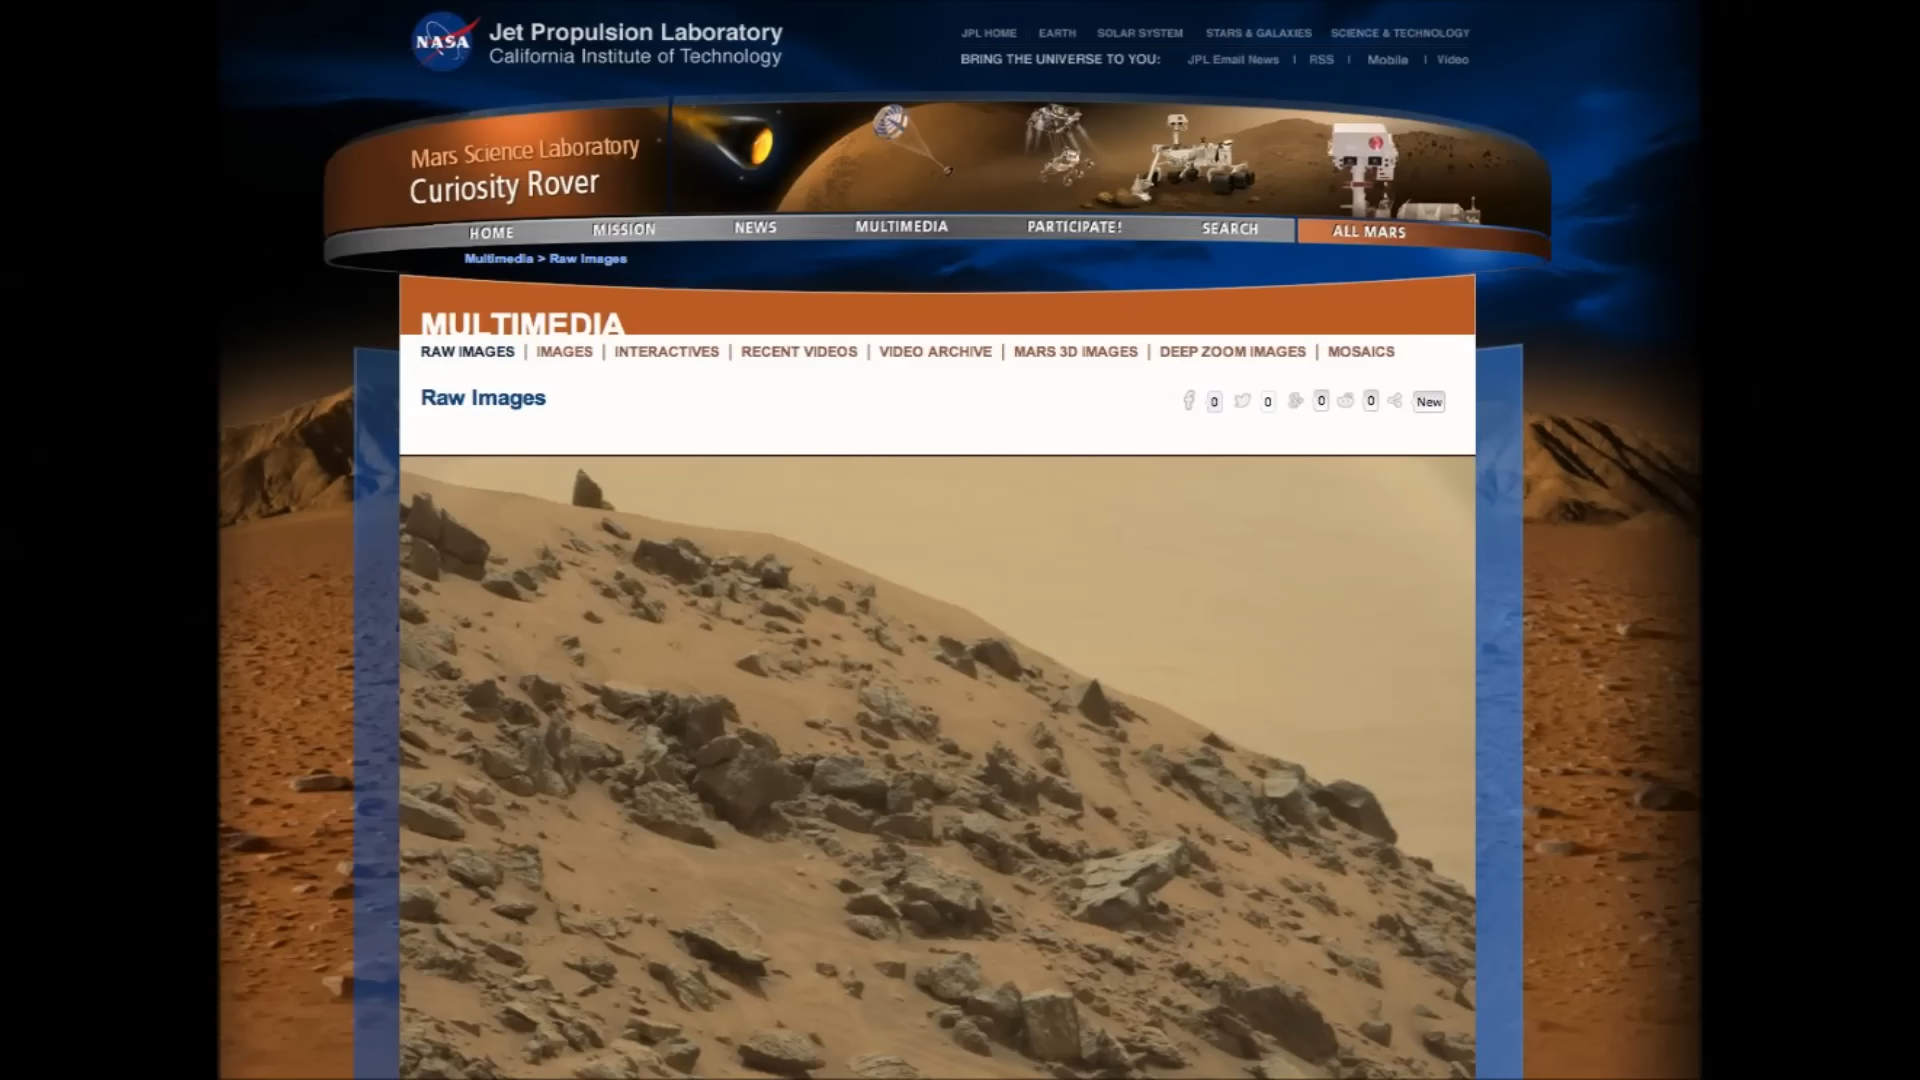 NASA
Jet Propulsion Laboratory
California Institute of Technology
JPL HOME EARTH SOLAR SYSTEM STARS & GALAXIES SCIENCE & TECHNOLOGY
BRING THE UNIVERSE TO YOU: JPL Email News | RSS | Mobile | Video
Mars Science Laboratory
Curiosity Rover
HOME MISSION NEWS MULTIMEDIA PARTICIPATE! SEARCH ALL MARS
Multimedia > Raw Images
MULTIMEDIA
RAW IMAGES | IMAGES | INTERACTIVES | RECENT VIDEOS | VIDEO ARCHIVE | MARS 3D IMAGES | DEEP ZOOM IMAGES | MOSAICS
Raw Images
0 0 0 0 New